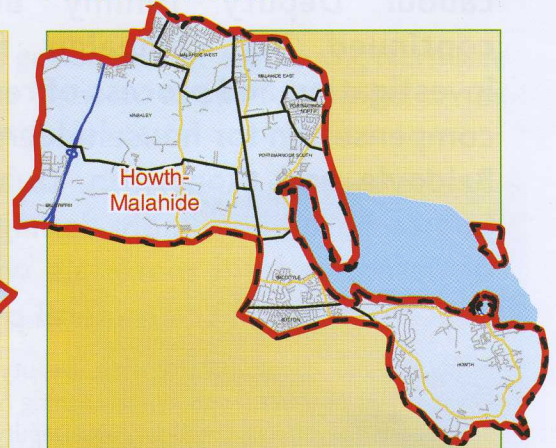 MALAHIDE WEST
MALAHIDE EAST
PORTMARNOCK
NORTH
KINSALEY
PORTMARNOCK SOUTH
Howth-
Malahide
BALGRIFFIN
BALDOYLE
SUTTON
HOWTH